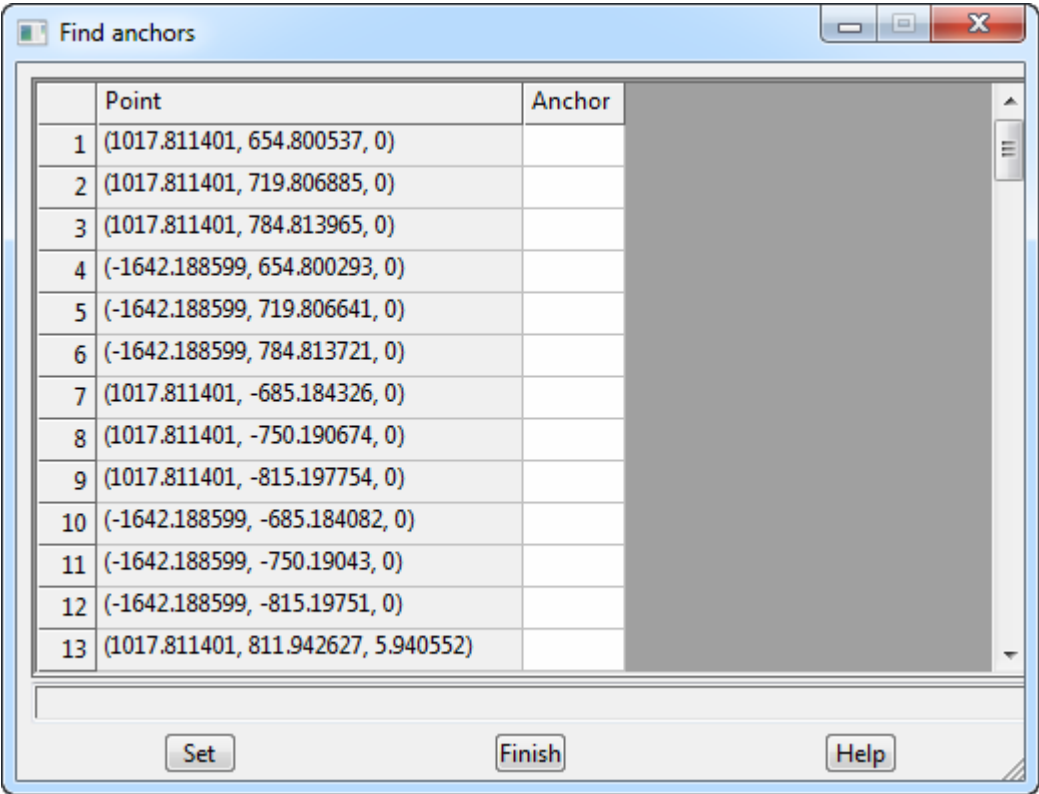 Find anchors
Point Anchor
1 (1017.811401, 654.800537, 0)
2 (1017.811401, 719.806885, 0)
3 (1017.811401, 784.813965, 0)
4 (-1642.188599, 654.800293, 0)
5 (-1642.188599, 719.806641, 0)
6 (-1642.188599, 784.813721, 0)
7 (1017.811401, -685.184326, 0)
8 (1017.811401, -750.190674, 0)
9 (1017.811401, -815.197754, 0)
10 (-1642.188599, -685.184082, 0)
11 (-1642.188599, -750.19043, 0)
12 (-1642.188599, -815.19751, 0)
13 (1017.811401, 811.942627, 5.940552)
Set Finish Help